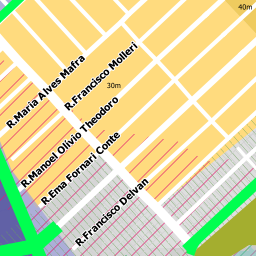 40m
R.Francisco Molleri
R.Maria Alves Mafra
30m
R.Manoel Olivio Theodoro
R.Ema Fornari Conte
R.Francisco Delvan